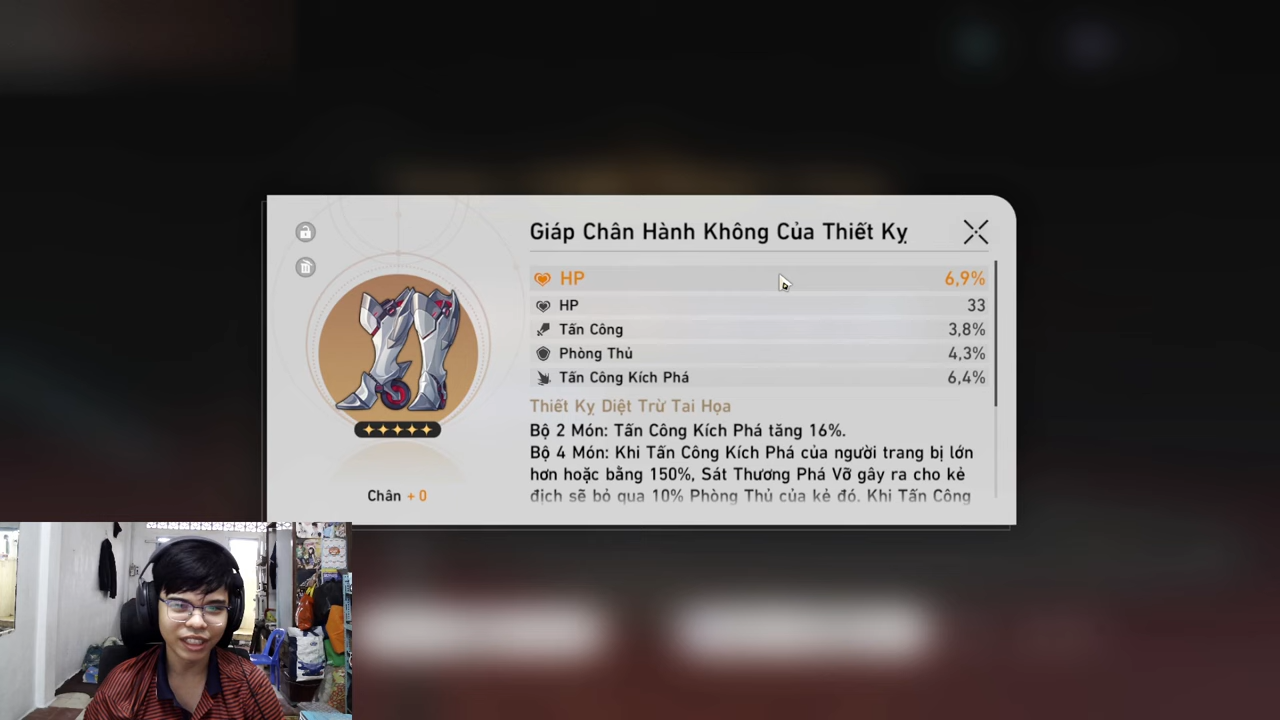 Giáp Chân Hành Không Của Thiết Kỵ
HP 6,9%
HP 33
Tấn Công 3,8%
Phòng Thủ 4,3%
Tấn Công Kích Phá 6,4%
Thiết Kỵ Diệt Trừ Tai Họa
Bộ 2 Món: Tấn Công Kích Phá tăng 16%.
Bộ 4 Món: Khi Tấn Công Kích Phá của người trang bị lớn
hơn hoặc bằng 150%, Sát Thương Phá Vỡ gây ra cho kẻ
địch sẽ bỏ qua 10% Phòng Thủ của kẻ đó. Khi Tấn Công
Chân + 0